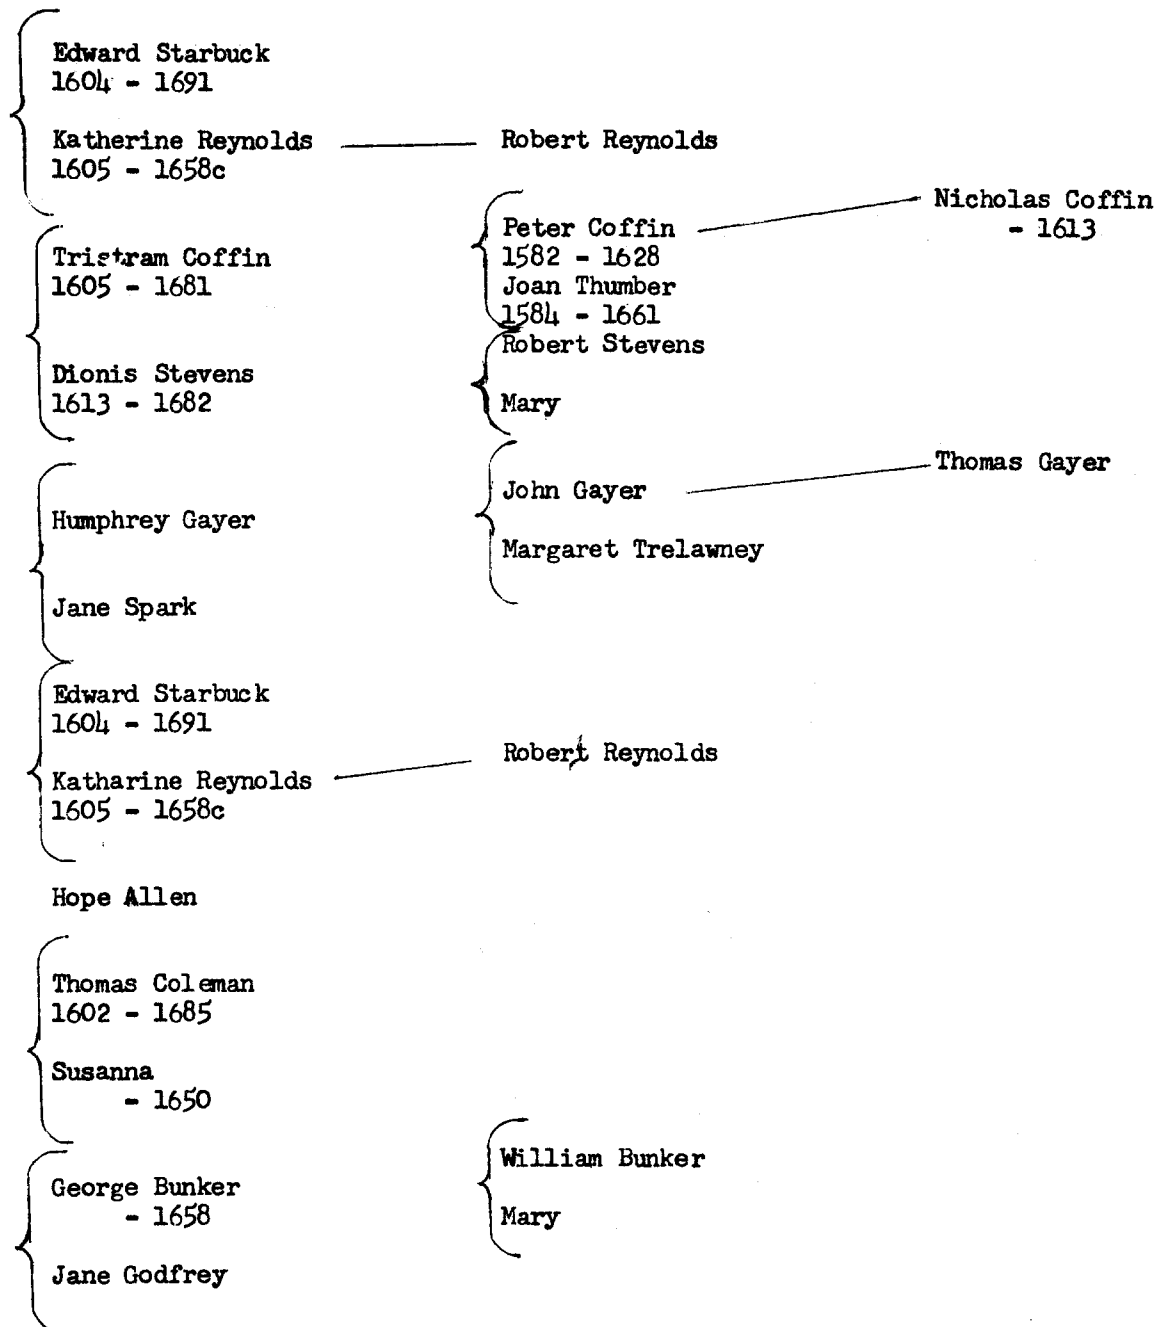 Edward Starbuck
1604 - 1691
Katherine Reynolds
1605 - 1658c
Robert Reynolds
Tristram Coffin
1605 - 1681
Dionis Stevens
1613 - 1682
Peter Coffin
1582 - 1628
Joan Thumber
1584 - 1661
Robert Stevens
Mary
Nicholas Coffin
- 1613
Humphrey Gayer
Jane Spark
John Gayer
Margaret Trelawney
Thomas Gayer
Edward Starbuck
1604 - 1691
Katharine Reynolds
1605 - 1658c
Robert Reynolds
Hope Allen
Thomas Coleman
1602 - 1685
Susanna
- 1650
George Bunker
- 1658
Jane Godfrey
William Bunker
Mary